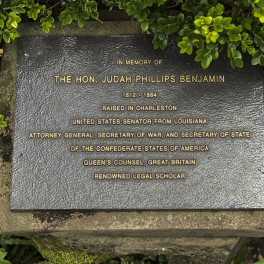 IN MEMORY OF
THE HON. JUDAH PHILLIPS BENJAMIN
1812 - 1884
RAISED IN CHARLESTON
UNITED STATES SENATOR FROM LOUISIANA
ATTORNEY GENERAL, SECRETARY OF WAR, AND SECRETARY OF STATE
OF THE CONFEDERATE STATES OF AMERICA
QUEEN'S COUNSEL, GREAT BRITAIN
RENOWNED LEGAL SCHOLAR